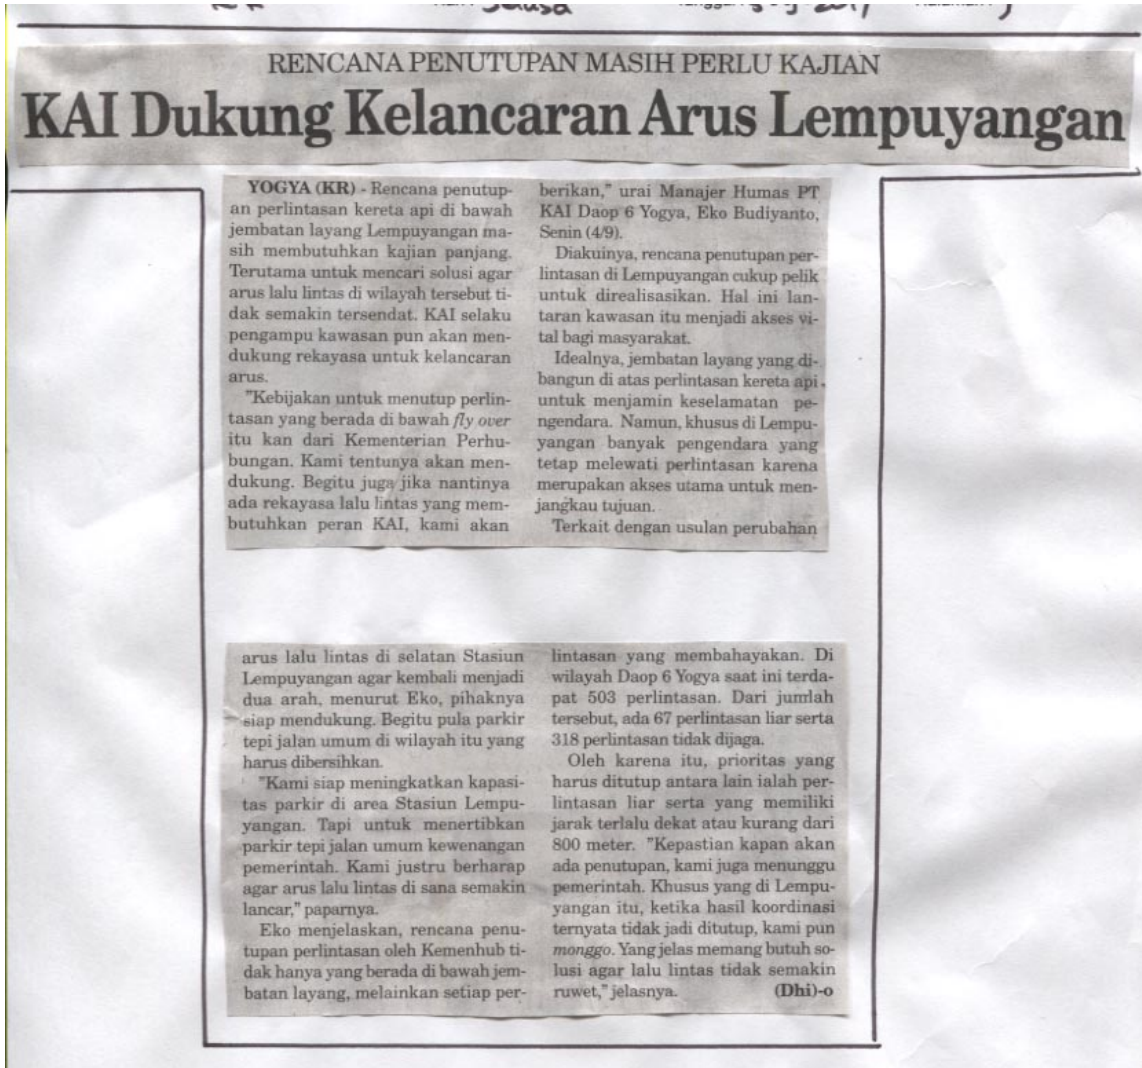 RENCANA PENUTUPAN MASIH PERLU KAJIAN
KAI Dukung Kelancaran Arus Lempuyangan
YOGYA (KR) - Rencana penutup-
an perlintasan kereta api di bawah
jembatan layang Lempuyangan ma-
sih membutuhkan kajian panjang.
Terutama untuk mencari solusi agar
arus lalu lintas di wilayah tersebut ti-
dak semakin tersendat. KAI selaku
pengampu kawasan pun akan men-
dukung rekayasa untuk kelancaran
arus.
"Kebijakan untuk menutup perlin-
tasan yang berada di bawah fly over
itu kan dari Kementerian Perhu-
bungan. Kami tentunya akan men-
dukung. Begitu juga jika nantinya
ada rekayasa lalu lintas yang mem-
butuhkan peran KAI, kami akan
berikan," urai Manajer Humas PT
KAI Daop 6 Yogya, Eko Budiyanto,
Senin (4/9).
Diakuinya, rencana penutupan per-
lintasan di Lempuyangan cukup pelik
untuk direalisasikan. Hal ini lan-
taran kawasan itu menjadi akses vi-
tal bagi masyarakat.
Idealnya, jembatan layang yang di-
bangun di atas perlintasan kereta api
untuk menjamin keselamatan pe-
ngendara. Namun, khusus di Lempu-
yangan banyak pengendara yang
tetap melewati perlintasan karena
merupakan akses utama untuk men-
jangkau tujuan.
Terkait dengan usulan perubahan
arus lalu lintas di selatan Stasiun
Lempuyangan agar kembali menjadi
dua arah, menurut Eko, pihaknya
siap mendukung. Begitu pula parkir
tepi jalan umum di wilayah itu yang
harus dibersihkan.
"Kami siap meningkatkan kapasi-
tas parkir di area Stasiun Lempu-
yangan. Tapi untuk menertibkan
parkir tepi jalan umum kewenangan
pemerintah. Kami justru berharap
agar arus lalu lintas di sana semakin
lancar," paparnya.
Eko menjelaskan, rencana penu-
tupan perlintasan oleh Kemenhub ti-
dak hanya yang berada di bawah jem-
batan layang, melainkan setiap per-
lintasan yang membahayakan. Di
wilayah Daop 6 Yogya saat ini terda-
pat 503 perlintasan. Dari jumlah
tersebut, ada 67 perlintasan liar serta
318 perlintasan tidak dijaga.
Oleh karena itu, prioritas yang
harus ditutup antara lain ialah per-
lintasan liar serta yang memiliki
jarak terlalu dekat atau kurang dari
800 meter. "Kepastian kapan akan
ada penutupan, kami juga menunggu
pemerintah. Khusus yang di Lempu-
yangan itu, ketika hasil koordinasi
ternyata tidak jadi ditutup, kami pun
monggo. Yang jelas memang butuh so-
lusi agar lalu lintas tidak semakin
ruwet," jelasnya. (Dhi)-o